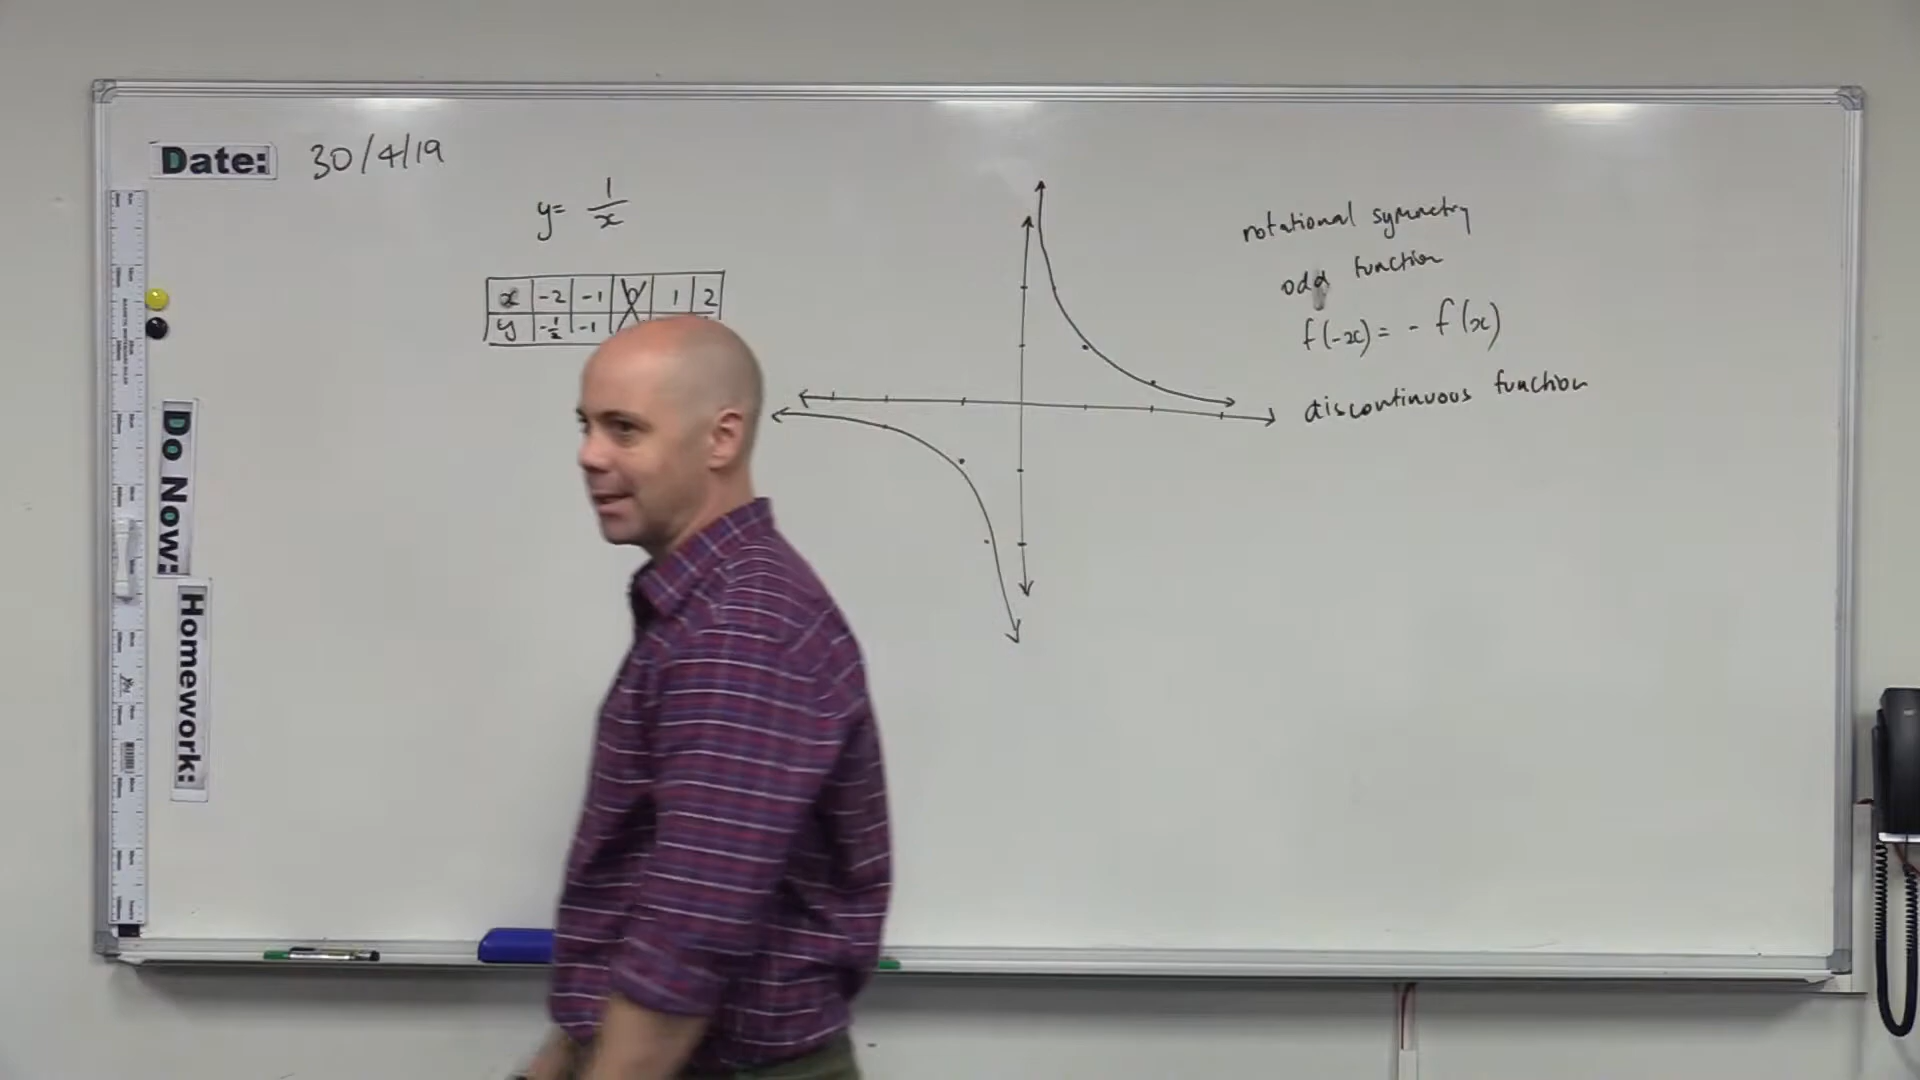 Date: 30/4/19
y= 1/x
x -2 -1 0 1 2
y -1/2 -1
rotational symmetry
odd function
f(-x) = - f(x)
discontinuous function
Do Now:
Homework: